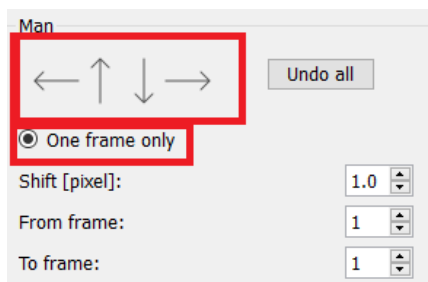 Man
Undo all
One frame only
Shift [pixel]: 1.0
From frame: 1
To frame: 1